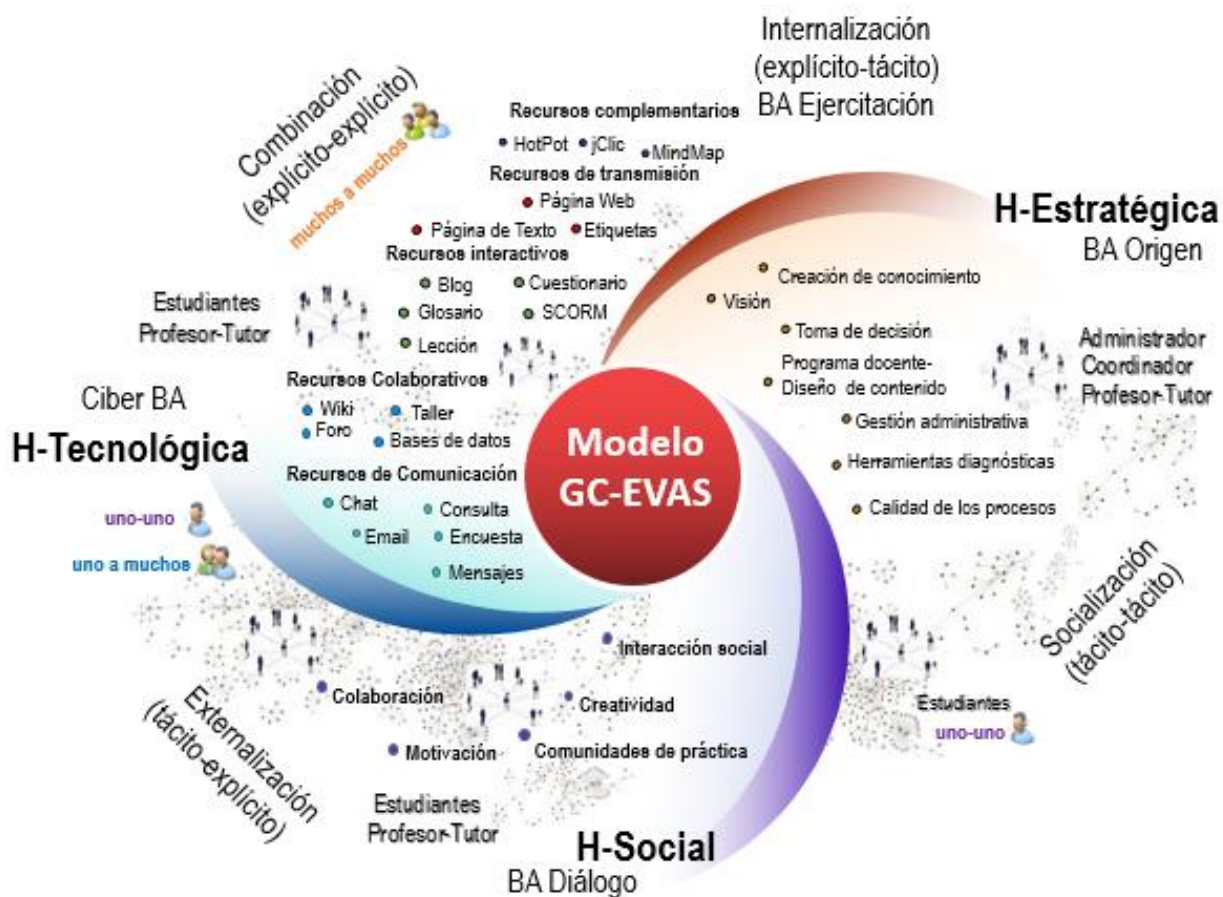 Internalización
(explícito-tácito)
BA Ejercitación
Combinación
(explícito-explícito)
muchos a muchos
Recursos complementarios
HotPot
jClic
MindMap
Recursos de transmisión
Página Web
Página de Texto
Etiquetas
Recursos interactivos
Blog
Cuestionario
Glosario
SCORM
Lección
Estudiantes
Profesor-Tutor
Recursos Colaborativos
Wiki
Taller
Foro
Bases de datos
Recursos de Comunicación
Chat
Consulta
Email
Encuesta
Mensajes
Ciber BA
H-Tecnológica
uno-uno
uno a muchos
Modelo
GC-EVAS
H-Estratégica
BA Origen
Creación de conocimiento
Visión
Toma de decisión
Programa docente-
Diseño de contenido
Gestión administrativa
Herramientas diagnósticas
Calidad de los procesos
Administrador
Coordinador
Profesor-Tutor
Socialización
(tácito-tácito)
Estudiantes
uno-uno
Interacción social
Colaboración
Creatividad
Motivación
Comunidades de práctica
Externalización
(tácito-explícito)
Estudiantes
Profesor-Tutor
H-Social
BA Diálogo